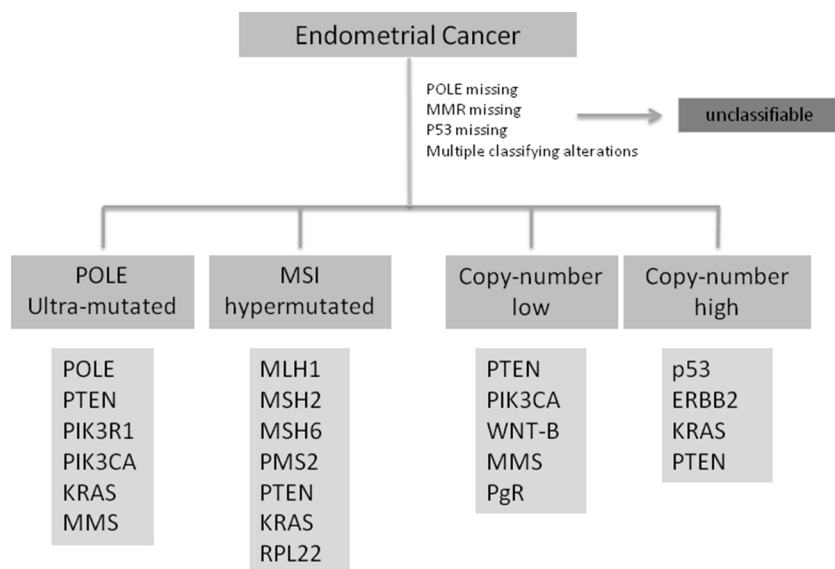 Endometrial Cancer
POLE missing
MMR missing
P53 missing
Multiple classifying alterations
unclassifiable
POLE
Ultra-mutated
MSI
hypermutated
Copy-number
low
Copy-number
high
POLE
PTEN
PIK3R1
PIK3CA
KRAS
MMS
MLH1
MSH2
MSH6
PMS2
PTEN
KRAS
RPL22
PTEN
PIK3CA
WNT-B
MMS
PgR
p53
ERBB2
KRAS
PTEN